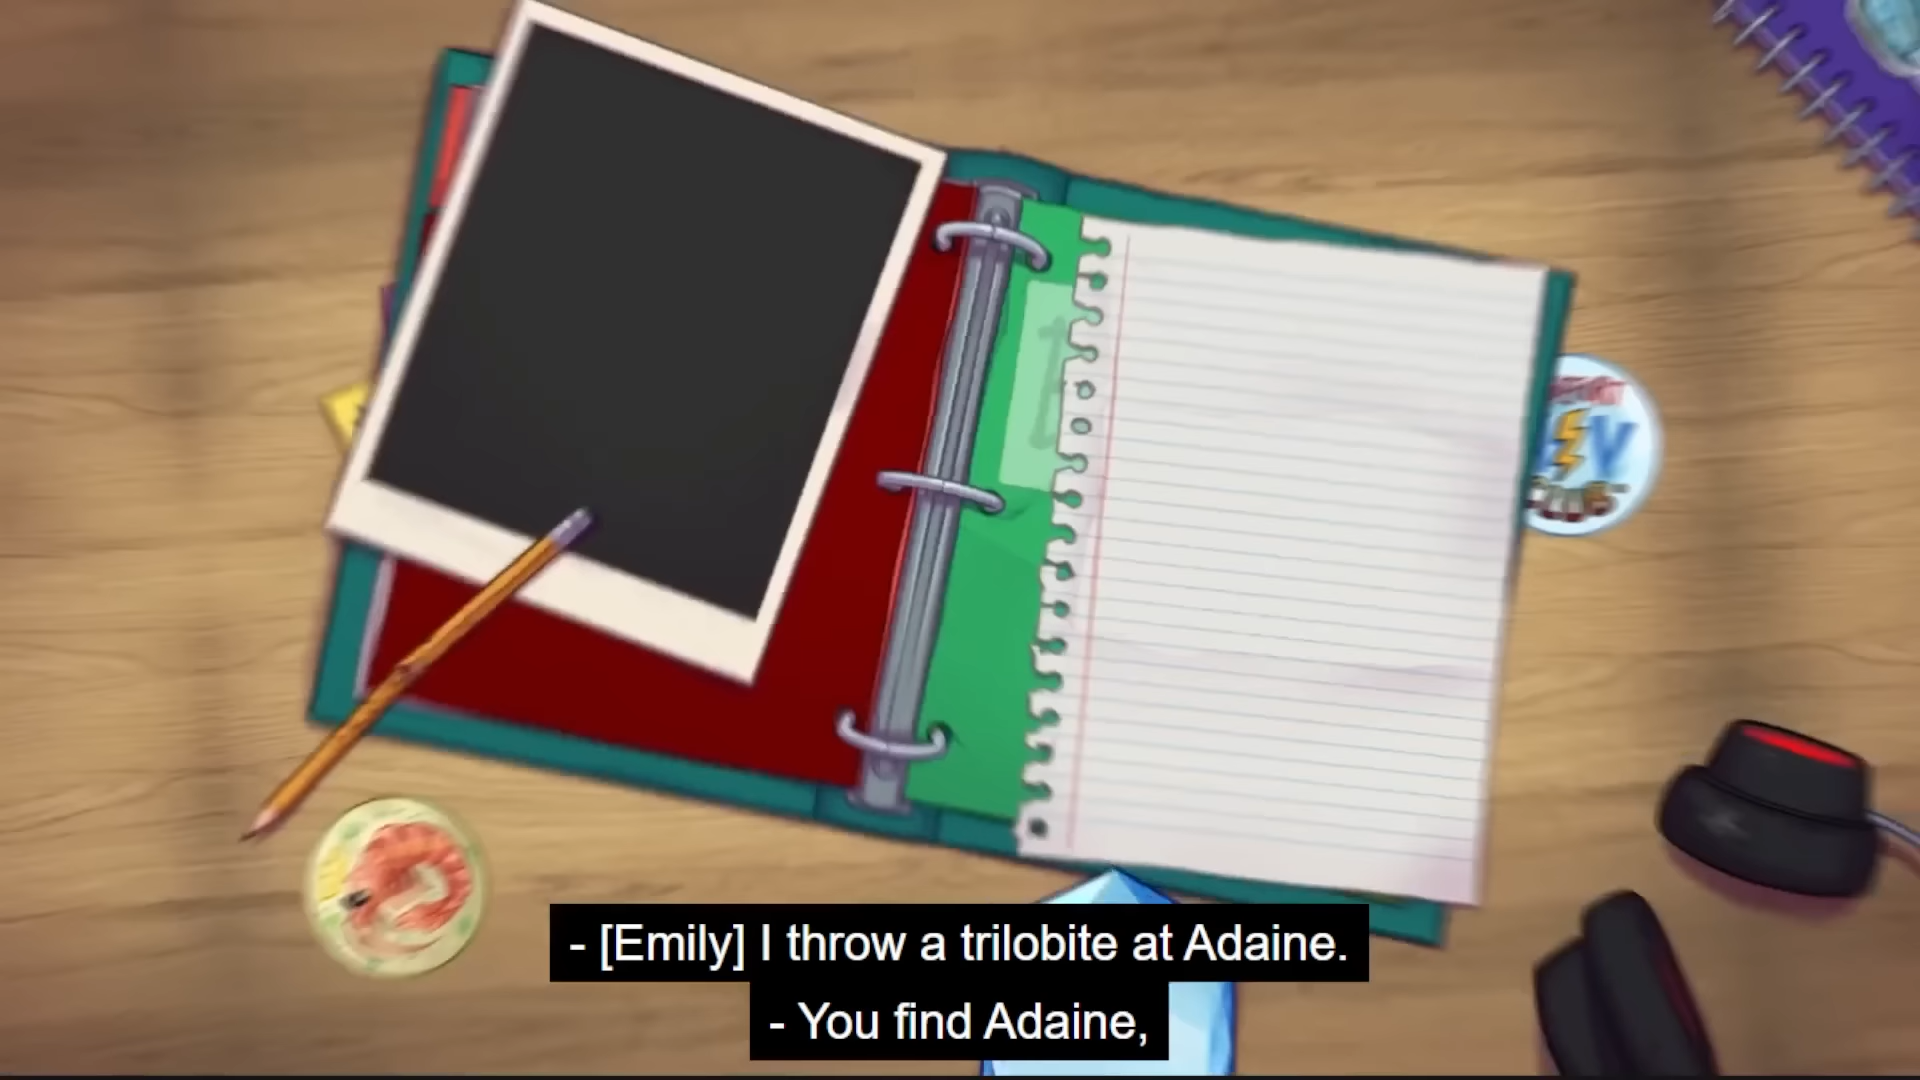 - [Emily] I throw a trilobite at Adaine.
- You find Adaine,